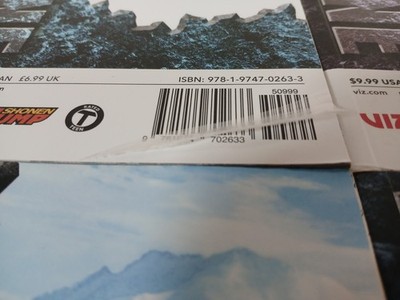 AN £6.99 UK
ISBN: 978-1-9747-0263-3
$9.99 USA
viz.com
50999
SHONEN
JUMP
RATED
T
TEEN
702633
VIZ